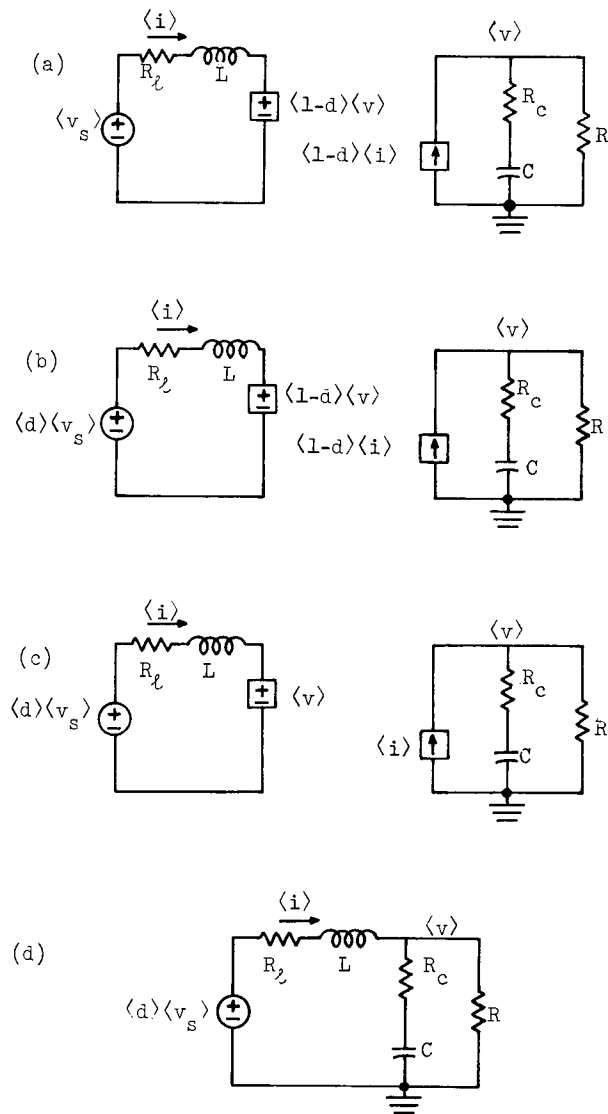 (a)
⟨i⟩
R_ℓ
L
⟨v_s⟩
⟨1-d⟩⟨v⟩
⟨1-d⟩⟨i⟩
⟨v⟩
R_c
C
R
(b)
⟨i⟩
R_ℓ
L
⟨d⟩⟨v_s⟩
⟨1-d⟩⟨v⟩
⟨1-d⟩⟨i⟩
⟨v⟩
R_c
C
R
(c)
⟨i⟩
R_ℓ
L
⟨d⟩⟨v_s⟩
⟨v⟩
⟨i⟩
⟨v⟩
R_c
C
R
(d)
⟨i⟩
R_ℓ
L
⟨d⟩⟨v_s⟩
⟨v⟩
R_c
C
R